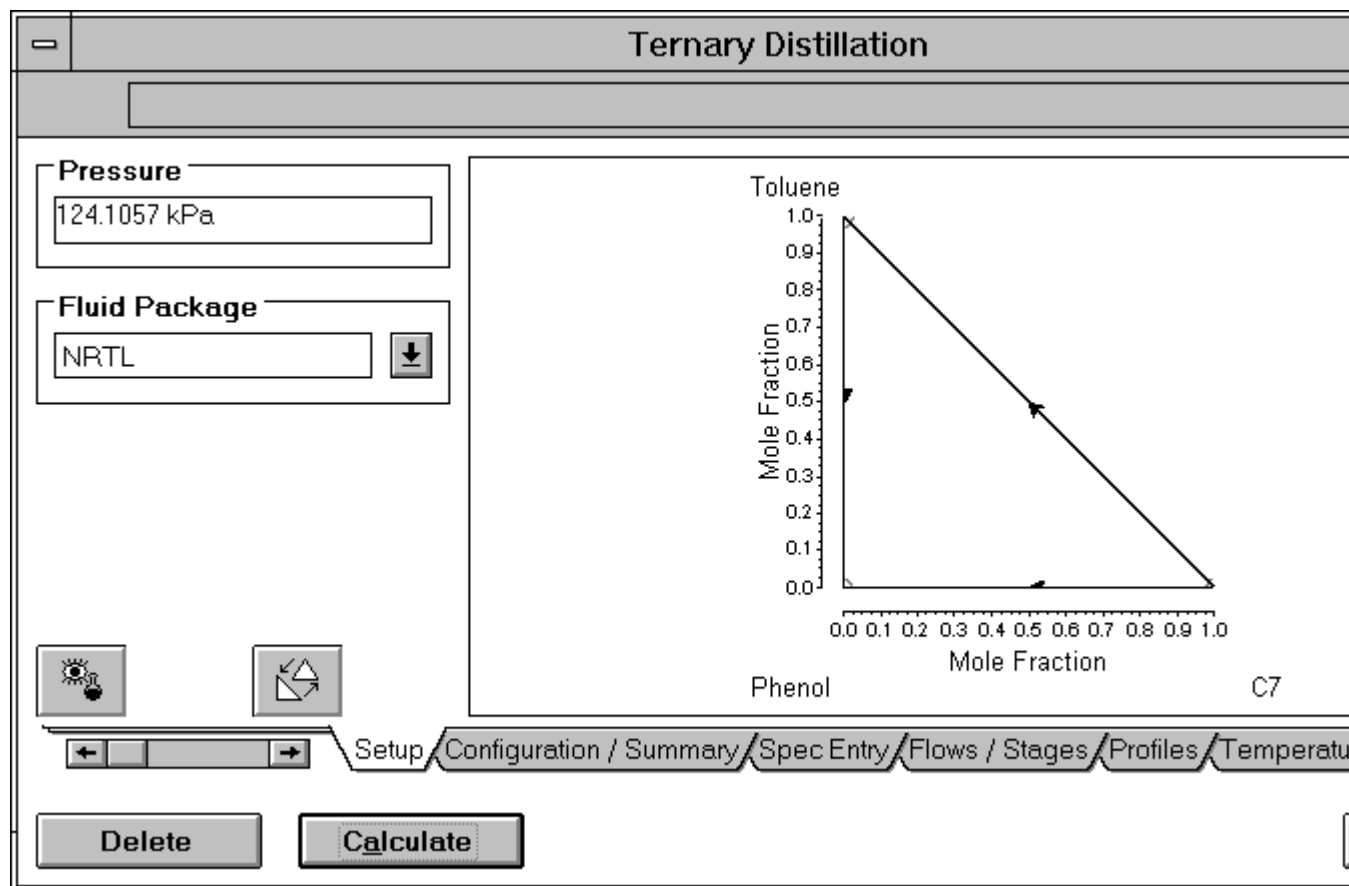 Ternary Distillation
Pressure
124.1057 kPa
Fluid Package
NRTL
Toluene
1.0
0.9
0.8
0.7
0.6
0.5
0.4
0.3
0.2
0.1
0.0
Mole Fraction
0.0 0.1 0.2 0.3 0.4 0.5 0.6 0.7 0.8 0.9 1.0
Mole Fraction
Phenol C7
Setup Configuration / Summary Spec Entry Flows / Stages Profiles Temperatu
Delete Calculate